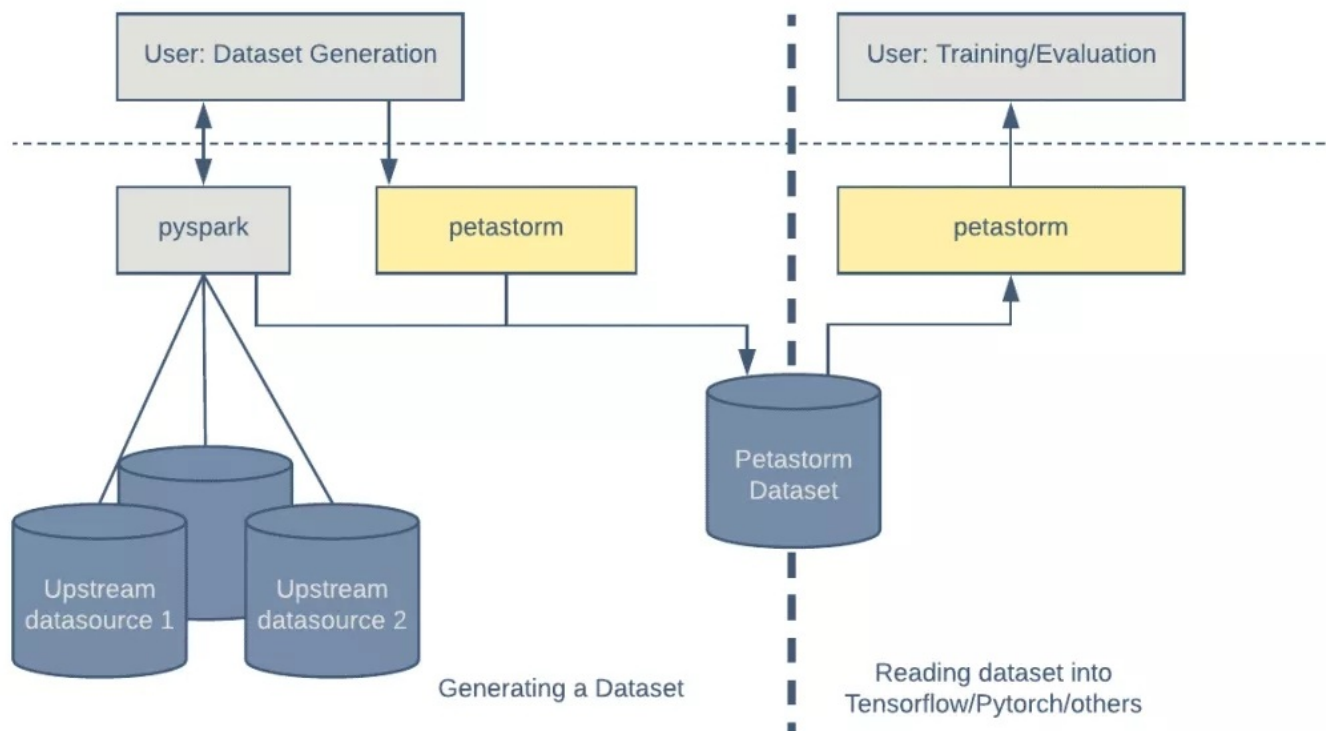 User: Dataset Generation
User: Training/Evaluation
pyspark
petastorm
petastorm
Petastorm
Dataset
Upstream
datasource 1
Upstream
datasource 2
Generating a Dataset
Reading dataset into
Tensorflow/Pytorch/others